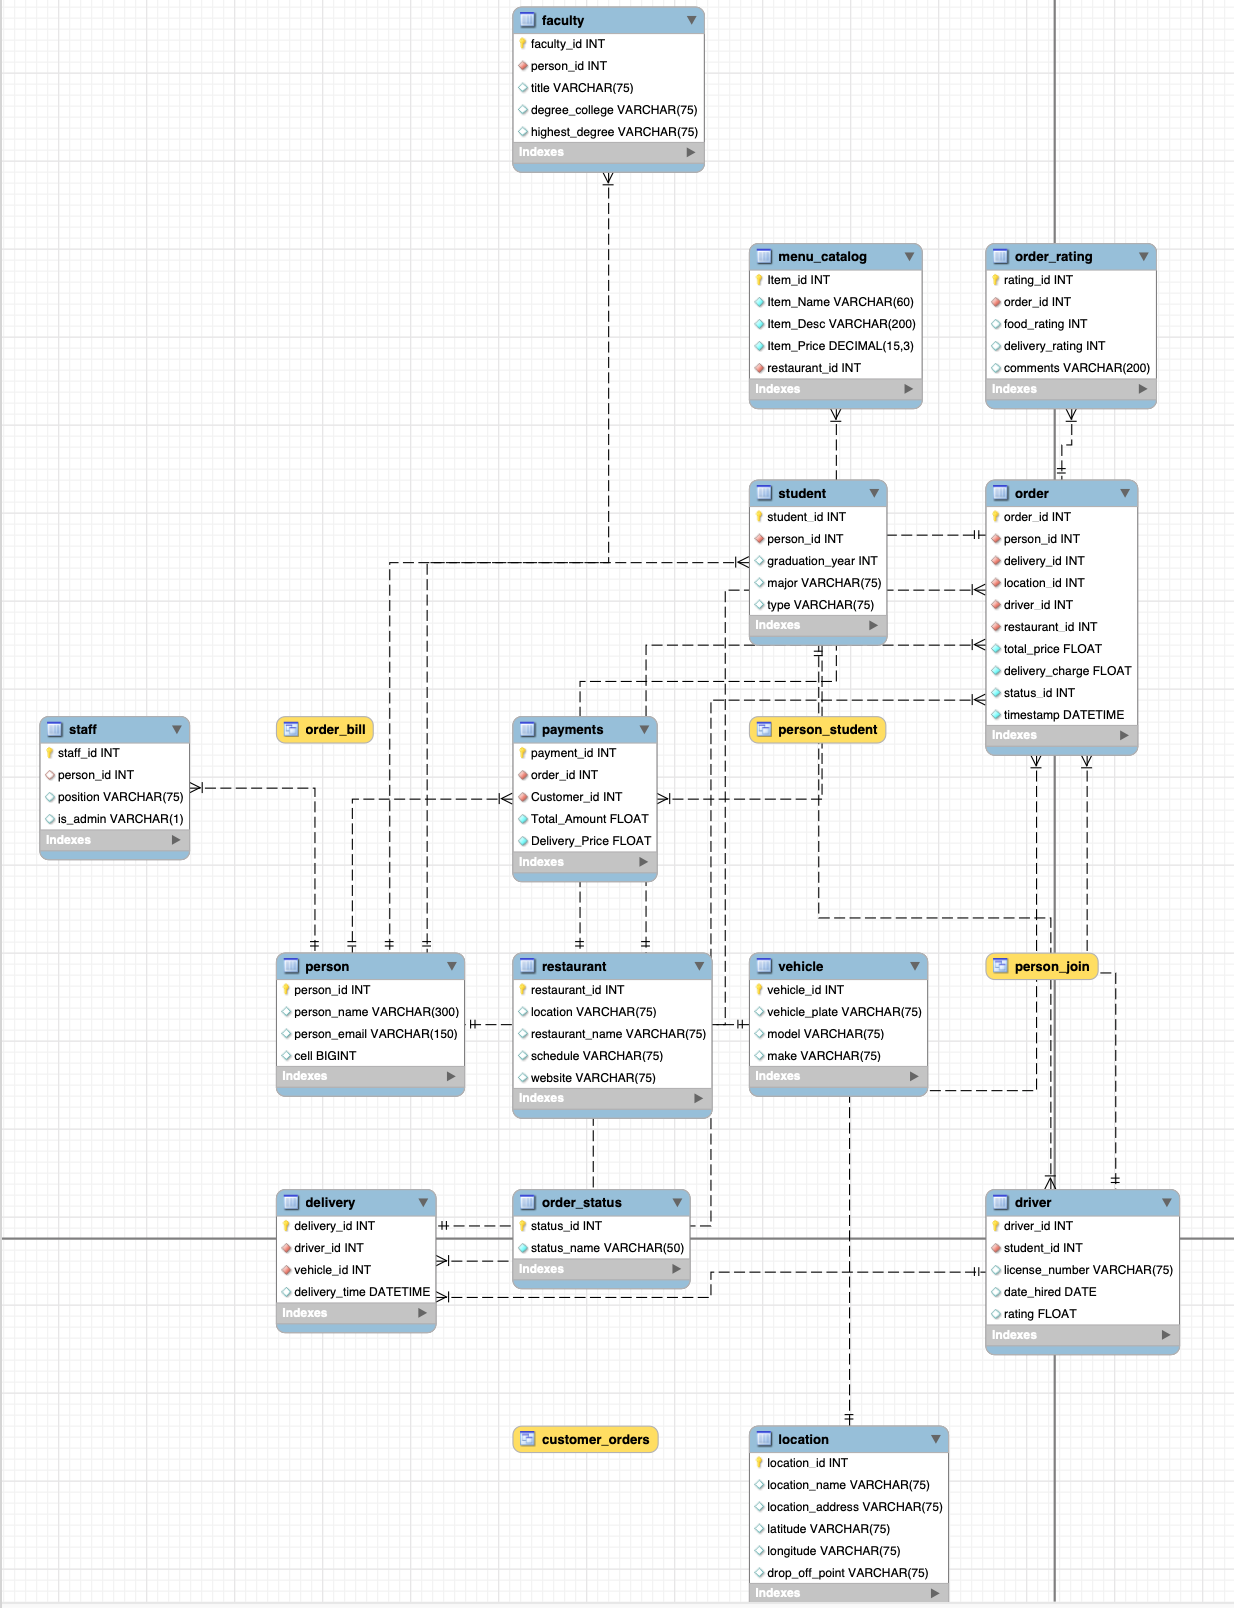 faculty
faculty_id INT
person_id INT
title VARCHAR(75)
degree_college VARCHAR(75)
highest_degree VARCHAR(75)
Indexes
menu_catalog
Item_id INT
Item_Name VARCHAR(60)
Item_Desc VARCHAR(200)
Item_Price DECIMAL(15,3)
restaurant_id INT
Indexes
order_rating
rating_id INT
order_id INT
food_rating INT
delivery_rating INT
comments VARCHAR(200)
Indexes
student
student_id INT
person_id INT
graduation_year INT
major VARCHAR(75)
type VARCHAR(75)
Indexes
order
order_id INT
person_id INT
delivery_id INT
location_id INT
driver_id INT
restaurant_id INT
total_price FLOAT
delivery_charge FLOAT
status_id INT
timestamp DATETIME
Indexes
staff
staff_id INT
person_id INT
position VARCHAR(75)
is_admin VARCHAR(1)
Indexes
order_bill
payments
payment_id INT
order_id INT
Customer_id INT
Total_Amount FLOAT
Delivery_Price FLOAT
Indexes
person_student
person
person_id INT
person_name VARCHAR(300)
person_email VARCHAR(150)
cell BIGINT
Indexes
restaurant
restaurant_id INT
location VARCHAR(75)
restaurant_name VARCHAR(75)
schedule VARCHAR(75)
website VARCHAR(75)
Indexes
vehicle
vehicle_id INT
vehicle_plate VARCHAR(75)
model VARCHAR(75)
make VARCHAR(75)
Indexes
person_join
delivery
delivery_id INT
driver_id INT
vehicle_id INT
delivery_time DATETIME
Indexes
order_status
status_id INT
status_name VARCHAR(50)
Indexes
driver
driver_id INT
student_id INT
license_number VARCHAR(75)
date_hired DATE
rating FLOAT
Indexes
customer_orders
location
location_id INT
location_name VARCHAR(75)
location_address VARCHAR(75)
latitude VARCHAR(75)
longitude VARCHAR(75)
drop_off_point VARCHAR(75)
Indexes